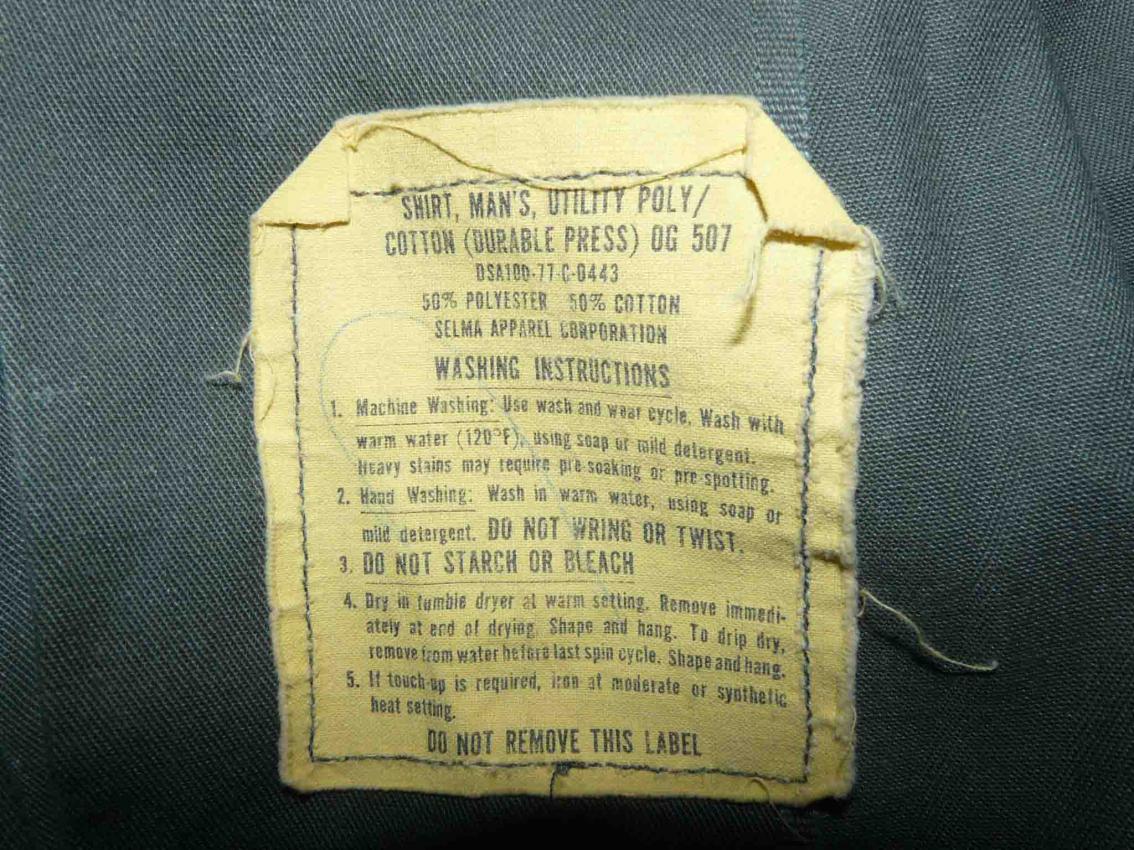 SHIRT, MAN'S, UTILITY POLY/
COTTON (DURABLE PRESS) OG 507
DSA100-77-C-0443
50% POLYESTER 50% COTTON
SELMA APPAREL CORPORATION
WASHING INSTRUCTIONS
1. Machine Washing: Use wash and wear cycle. Wash with
warm water (120°F), using soap or mild detergent.
Heavy stains may require pre-soaking or pre-spotting.
2. Hand Washing: Wash in warm water, using soap or
mild detergent. DO NOT WRING OR TWIST.
3. DO NOT STARCH OR BLEACH
4. Dry in tumble dryer at warm setting. Remove immedi-
ately at end of drying. Shape and hang. To drip dry,
remove from water before last spin cycle. Shape and hang.
5. If touch-up is required, iron at moderate or synthetic
heat setting.
DO NOT REMOVE THIS LABEL